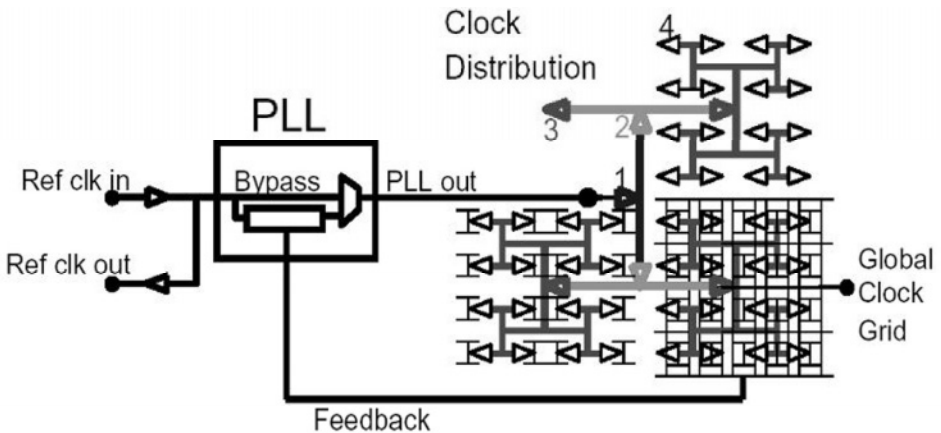 Clock
Distribution
4
PLL
3
2
Ref clk in
Bypass
PLL out
1
Ref clk out
Global
Clock
Grid
Feedback